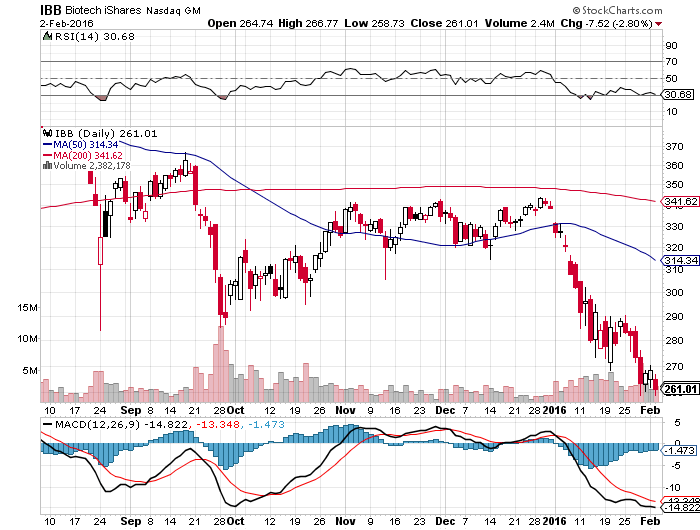 IBB Biotech iShares Nasdaq GM © StockCharts.com
2-Feb-2016 Open 264.74 High 266.77 Low 258.73 Close 261.01 Volume 2.4M Chg -7.52 (-2.80%)
RSI(14) 30.68
90
70
50
30.68
10
IBB (Daily) 261.01
MA(50) 314.34
MA(200) 341.62
Volume 2,382,178
370
360
350
341.62
330
320
314.34
310
300
290
280
270
261.01
15M
10M
5M
10 17 24 Sep 8 14 21 28 Oct 12 19 26 Nov 9 16 23 Dec 7 14 21 28 2016 11 19 25 Feb
MACD(12,26,9) -14.822, -13.348, -1.473
5
0
-1.473
-5
-10
-13.348
-14.822
10 17 24 Sep 8 14 21 28 Oct 12 19 26 Nov 9 16 23 Dec 7 14 21 28 2016 11 19 25 Feb